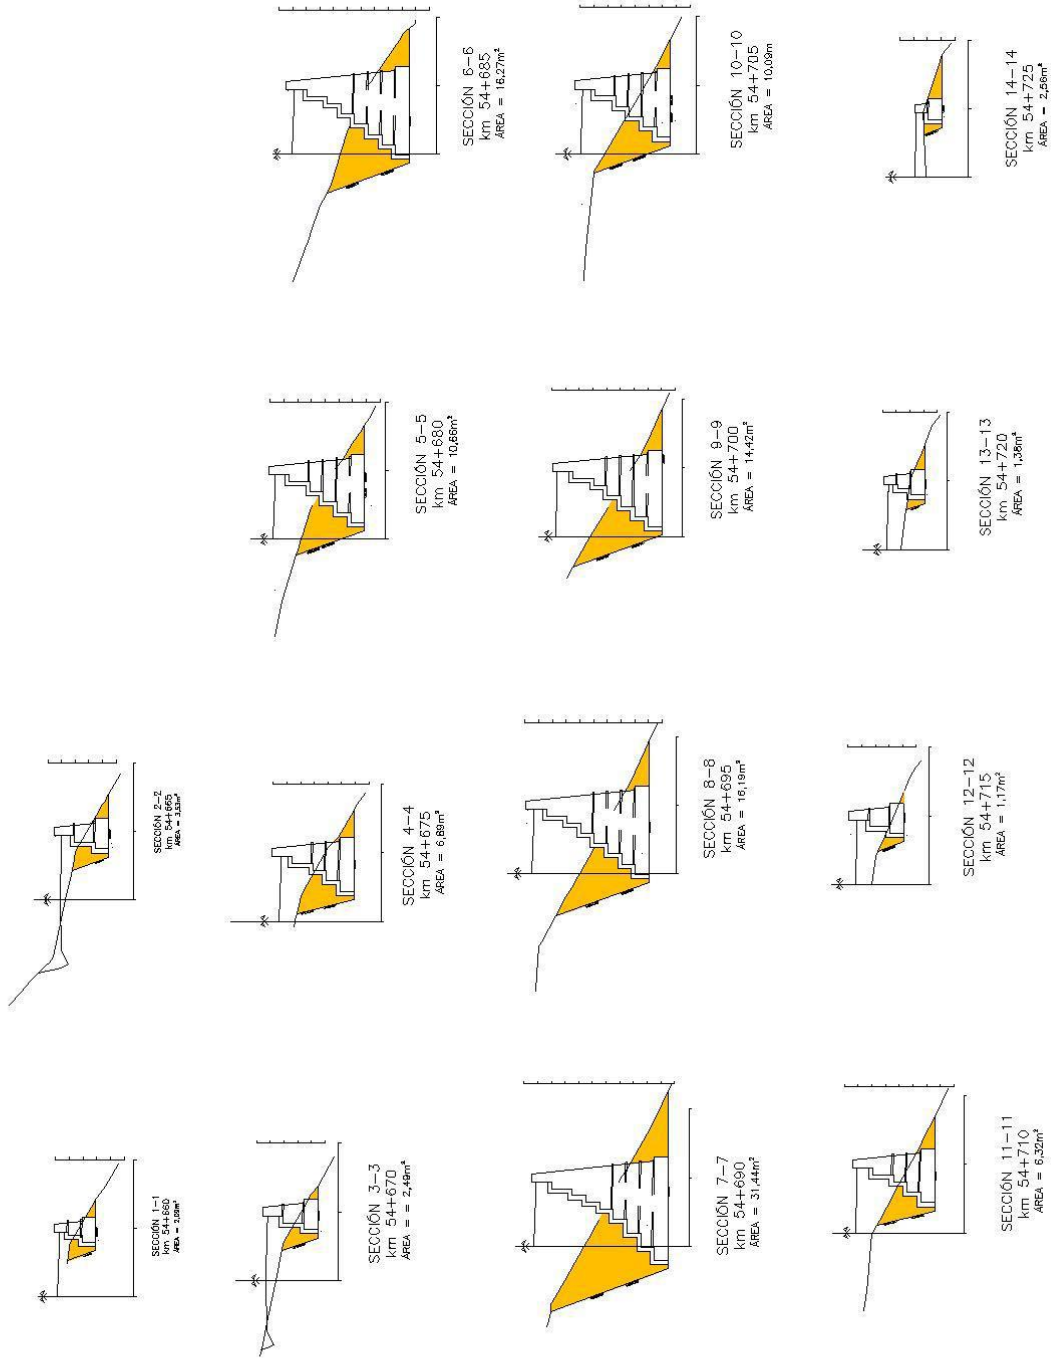 SECCIÓN 1-1
km 54+660
ÁREA = 2,09m²
SECCIÓN 2-2
km 54+665
ÁREA = 3,53m²
SECCIÓN 3-3
km 54+670
ÁREA = = 2,49m²
SECCIÓN 4-4
km 54+675
ÁREA = 6,89m²
SECCIÓN 5-5
km 54+680
ÁREA = 10,66m²
SECCIÓN 6-6
km 54+685
ÁREA = 16,27m²
SECCIÓN 7-7
km 54+690
ÁREA = 31,44m²
SECCIÓN 8-8
km 54+695
ÁREA = 16,19m²
SECCIÓN 9-9
km 54+700
ÁREA = 14,42m²
SECCIÓN 10-10
km 54+705
ÁREA = 10,09m
SECCIÓN 11-11
km 54+710
ÁREA = 6,32m²
SECCIÓN 12-12
km 54+715
ÁREA = 1,17m²
SECCIÓN 13-13
km 54+720
ÁREA = 1,38m²
SECCIÓN 14-14
km 54+725
ÁREA = 2,56m²